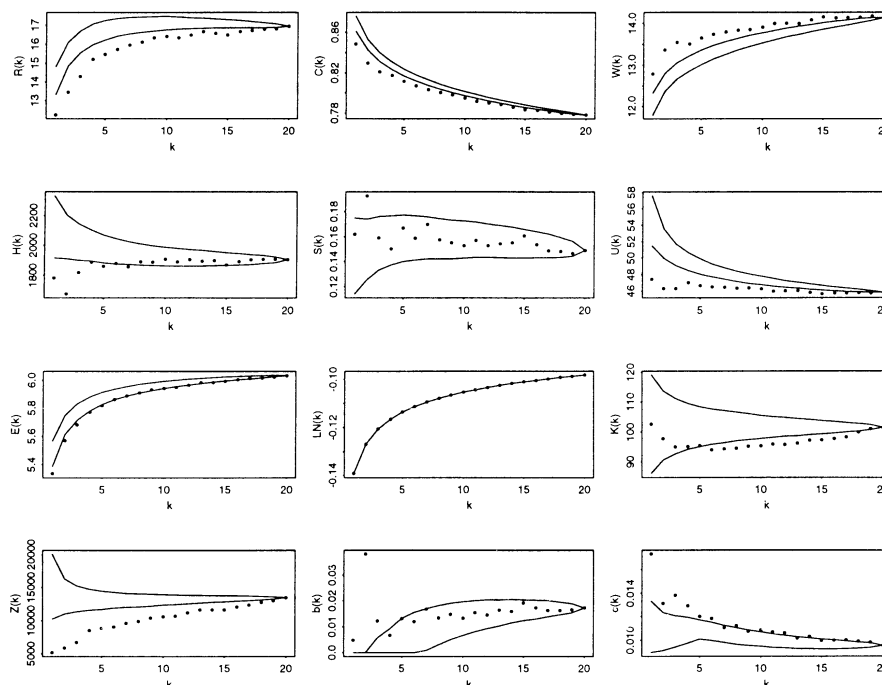 R(k)
13 14 15 16 17
5 10 15 20
k
C(k)
0.78 0.82 0.86
5 10 15 20
k
W(k)
12.0 13.0 14.0
5 10 15 20
k
H(k)
1800 2000 2200
5 10 15 20
k
S(k)
0.12 0.14 0.16 0.18
5 10 15 20
k
U(k)
46 48 50 52 54 56 58
5 10 15 20
k
E(k)
5.4 5.6 5.8 6.0
5 10 15 20
k
LN(k)
-0.14 -0.12 -0.10
5 10 15 20
k
K(k)
90 100 110 120
5 10 15 20
k
Z(k)
5000 10000 15000 20000
5 10 15 20
k
b(k)
0.0 0.01 0.02 0.03
5 10 15 20
k
c(k)
0.010 0.014
5 10 15 20
k